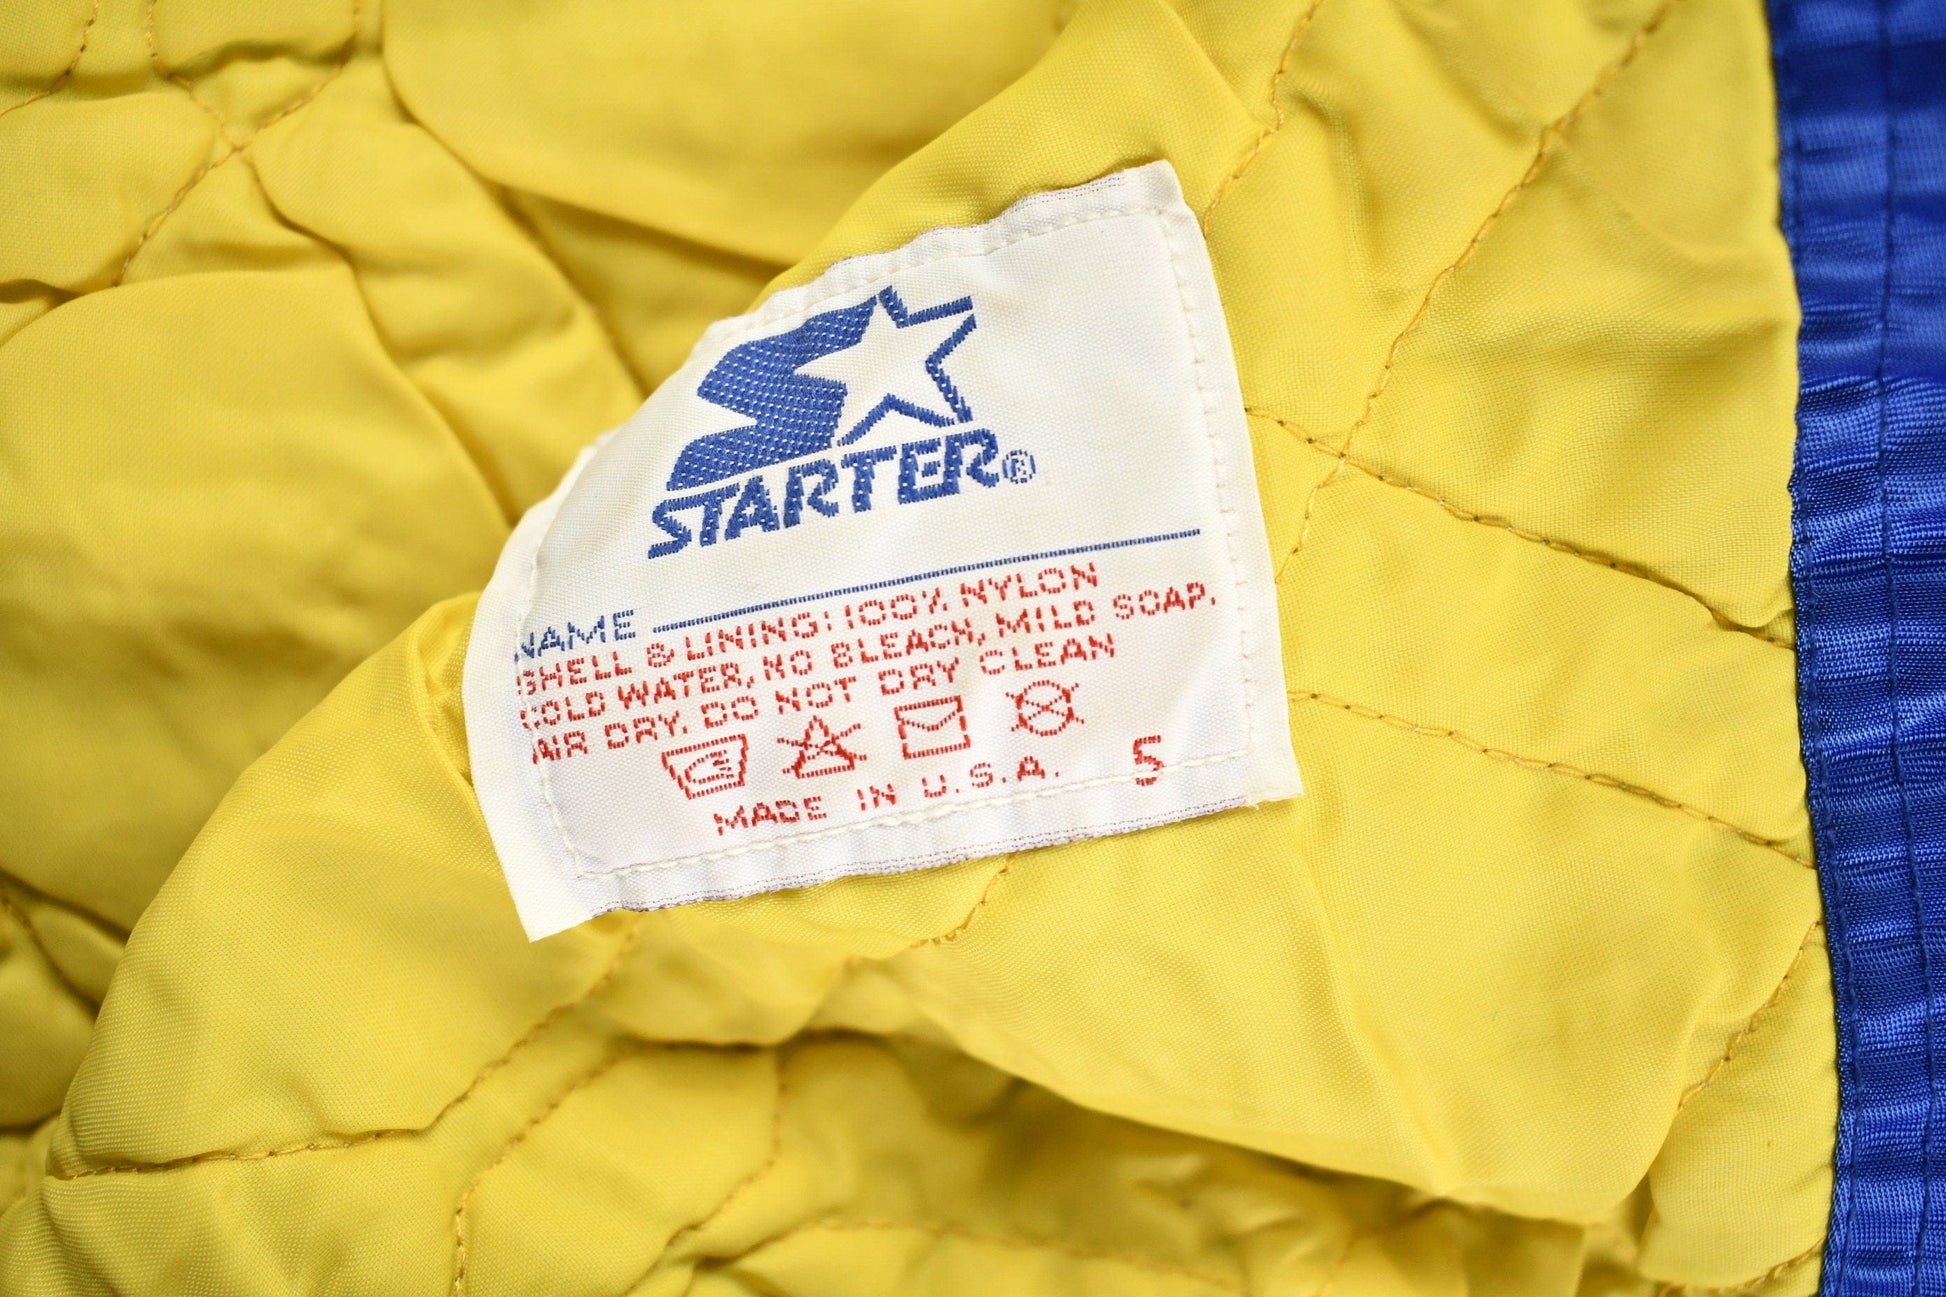 STARTER®
NAME
SHELL & LINING: 100% NYLON
COLD WATER, NO BLEACH, MILD SOAP.
AIR DRY. DO NOT DRY CLEAN
MADE IN U.S.A. 5